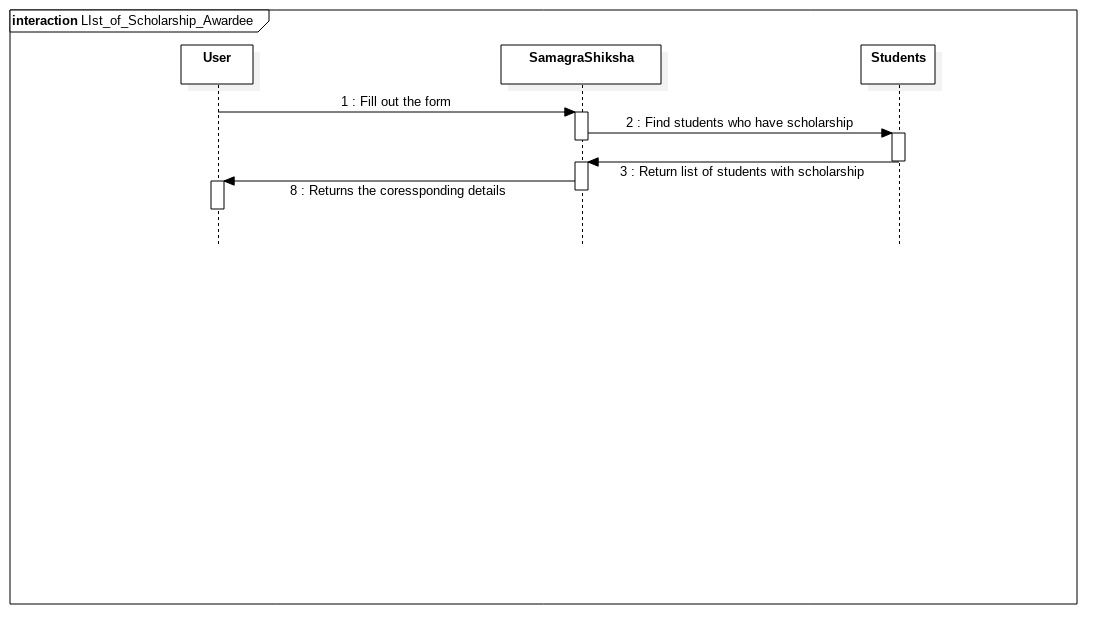 interaction LIst_of_Scholarship_Awardee
User
SamagraShiksha
Students
1 : Fill out the form
2 : Find students who have scholarship
3 : Return list of students with scholarship
8 : Returns the coressponding details